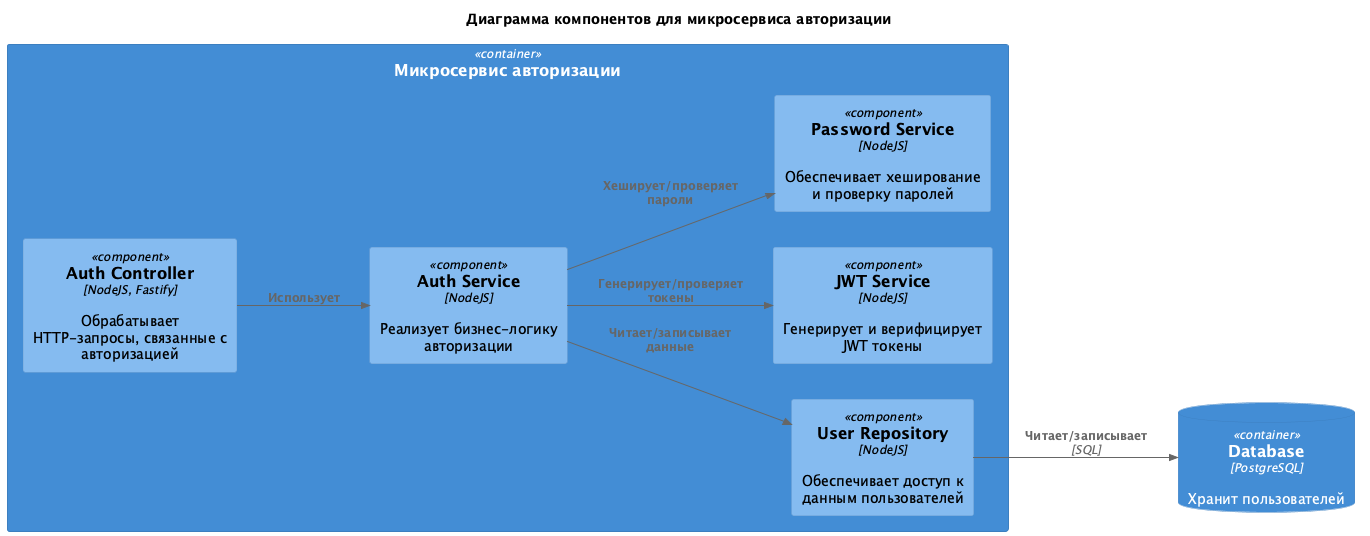 Диаграмма компонентов для микросервиса авторизации
«container»
Микросервис авторизации
«component»
Password Service
[NodeJS]
Обеспечивает хеширование
и проверку паролей
Хеширует/проверяет
пароли
«component»
Auth Controller
[NodeJS, Fastify]
Обрабатывает
HTTP-запросы, связанные с
авторизацией
Использует
«component»
Auth Service
[NodeJS]
Реализует бизнес-логику
авторизации
Генерирует/проверяет
токены
«component»
JWT Service
[NodeJS]
Генерирует и верифицирует
JWT токены
Читает/записывает
данные
«component»
User Repository
[NodeJS]
Обеспечивает доступ к
данным пользователей
Читает/записывает
[SQL]
«container»
Database
[PostgreSQL]
Хранит пользователей